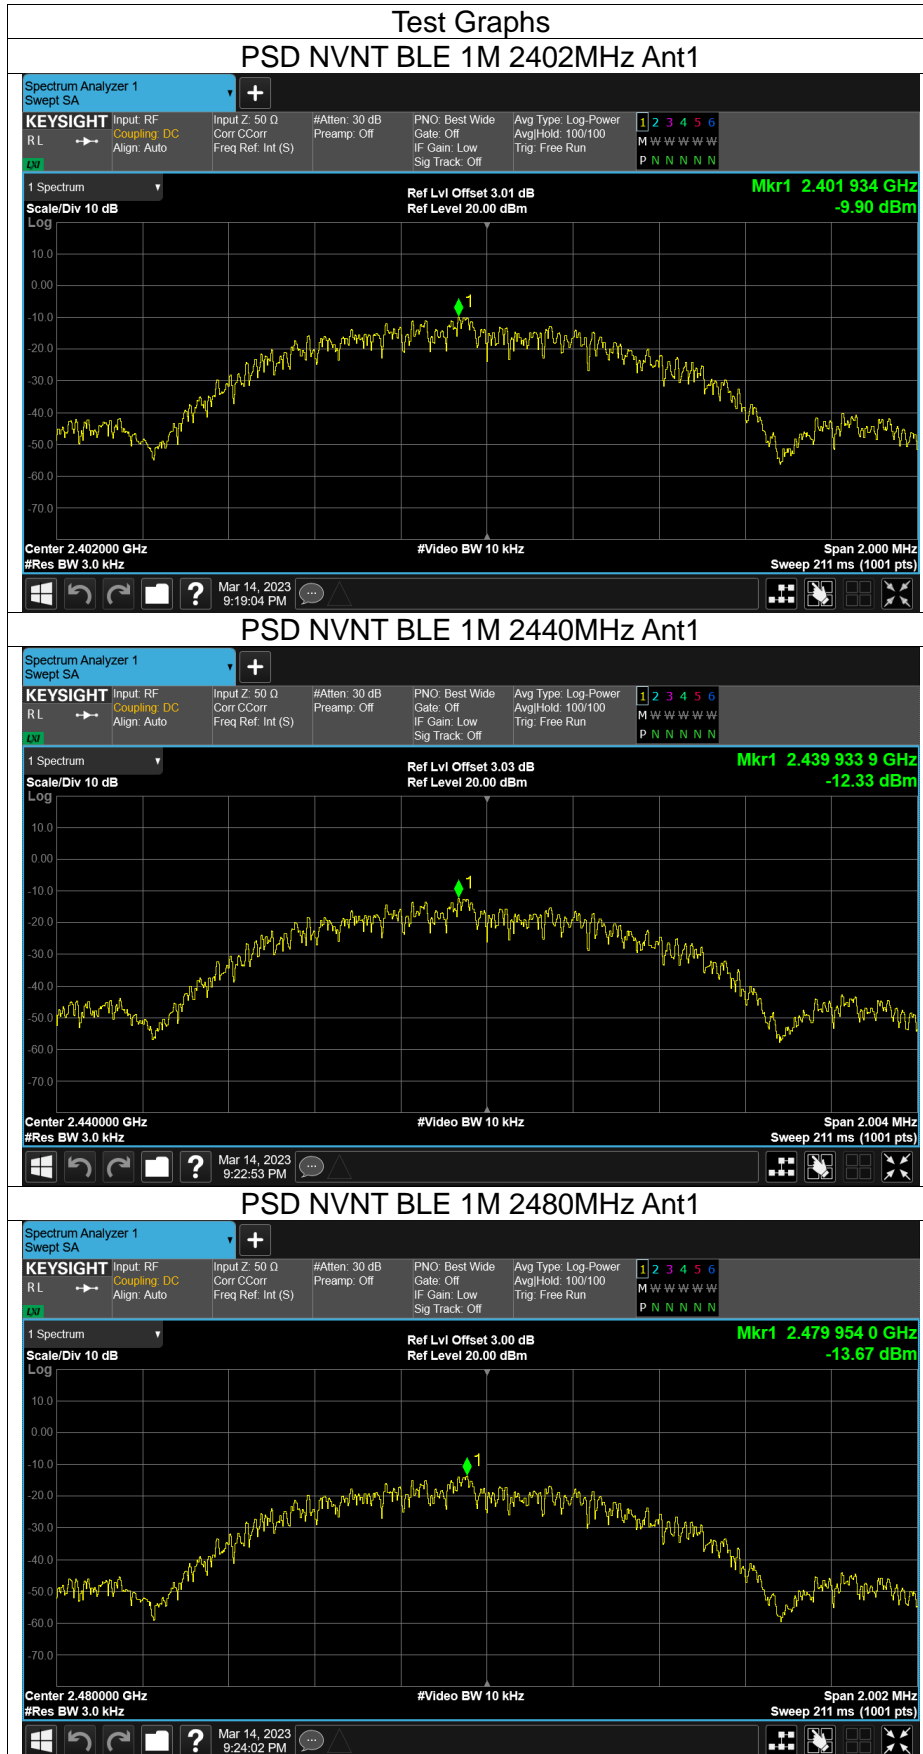 Test Graphs
PSD NVNT BLE 1M 2402MHz Ant1
Spectrum Analyzer 1
Swept SA
+
KEYSIGHT Input: RF Input Z: 50 Ω #Atten: 30 dB PNO: Best Wide Avg Type: Log-Power 1 2 3 4 5 6
R L Coupling: DC Corr CCorr Preamp: Off Gate: Off Avg|Hold: 100/100 M W W W W W
Align: Auto Freq Ref: Int (S) IF Gain: Low Trig: Free Run
LXI Sig Track: Off P N N N N N
1 Spectrum Ref Lvl Offset 3.01 dB Mkr1 2.401 934 GHz
Scale/Div 10 dB Ref Level 20.00 dBm -9.90 dBm
Log
10.0
0.00
1
-10.0
-20.0
-30.0
-40.0
-50.0
-60.0
-70.0
Center 2.402000 GHz #Video BW 10 kHz Span 2.000 MHz
#Res BW 3.0 kHz Sweep 211 ms (1001 pts)
? Mar 14, 2023
9:19:04 PM
PSD NVNT BLE 1M 2440MHz Ant1
Spectrum Analyzer 1
Swept SA
+
KEYSIGHT Input: RF Input Z: 50 Ω #Atten: 30 dB PNO: Best Wide Avg Type: Log-Power 1 2 3 4 5 6
R L Coupling: DC Corr CCorr Preamp: Off Gate: Off Avg|Hold: 100/100 M W W W W W
Align: Auto Freq Ref: Int (S) IF Gain: Low Trig: Free Run
LXI Sig Track: Off P N N N N N
1 Spectrum Ref Lvl Offset 3.03 dB Mkr1 2.439 933 9 GHz
Scale/Div 10 dB Ref Level 20.00 dBm -12.33 dBm
Log
10.0
0.00
1
-10.0
-20.0
-30.0
-40.0
-50.0
-60.0
-70.0
Center 2.440000 GHz #Video BW 10 kHz Span 2.004 MHz
#Res BW 3.0 kHz Sweep 211 ms (1001 pts)
? Mar 14, 2023
9:22:53 PM
PSD NVNT BLE 1M 2480MHz Ant1
Spectrum Analyzer 1
Swept SA
+
KEYSIGHT Input: RF Input Z: 50 Ω #Atten: 30 dB PNO: Best Wide Avg Type: Log-Power 1 2 3 4 5 6
R L Coupling: DC Corr CCorr Preamp: Off Gate: Off Avg|Hold: 100/100 M W W W W W
Align: Auto Freq Ref: Int (S) IF Gain: Low Trig: Free Run
LXI Sig Track: Off P N N N N N
1 Spectrum Ref Lvl Offset 3.00 dB Mkr1 2.479 954 0 GHz
Scale/Div 10 dB Ref Level 20.00 dBm -13.67 dBm
Log
10.0
0.00
1
-10.0
-20.0
-30.0
-40.0
-50.0
-60.0
-70.0
Center 2.480000 GHz #Video BW 10 kHz Span 2.002 MHz
#Res BW 3.0 kHz Sweep 211 ms (1001 pts)
? Mar 14, 2023
9:24:02 PM